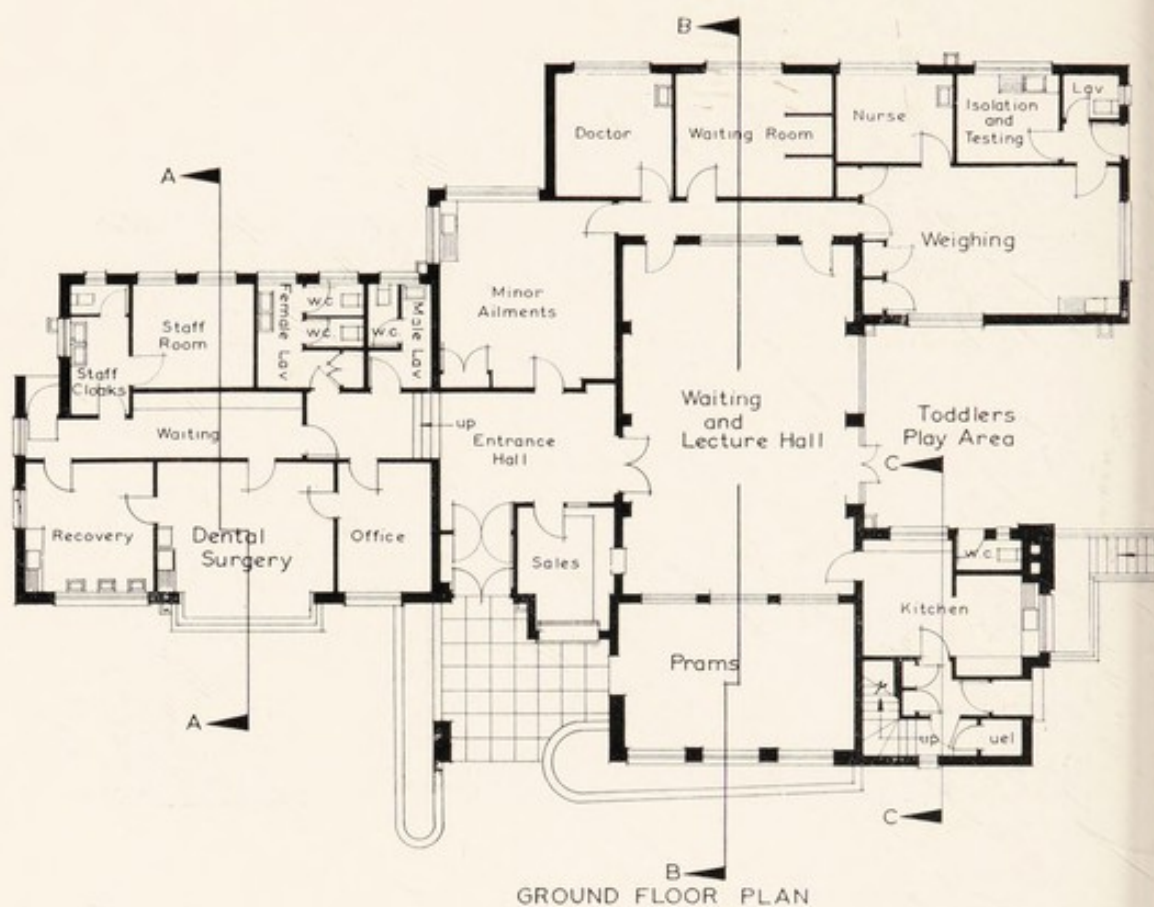 B
Doctor
Waiting Room
Nurse
Isolation
and
Testing
Lav
A
Weighing
Staff
Room
Staff
Cloaks
Female Lav
w.c.
w.c.
w.c.
Male Lav
Minor
Ailments
Waiting
up
Entrance
Hall
Waiting
and
Lecture Hall
Toddlers
Play Area
C
Recovery
Dental
Surgery
Office
Sales
w.c.
Kitchen
Prams
A
up
uel
C
B
GROUND FLOOR PLAN